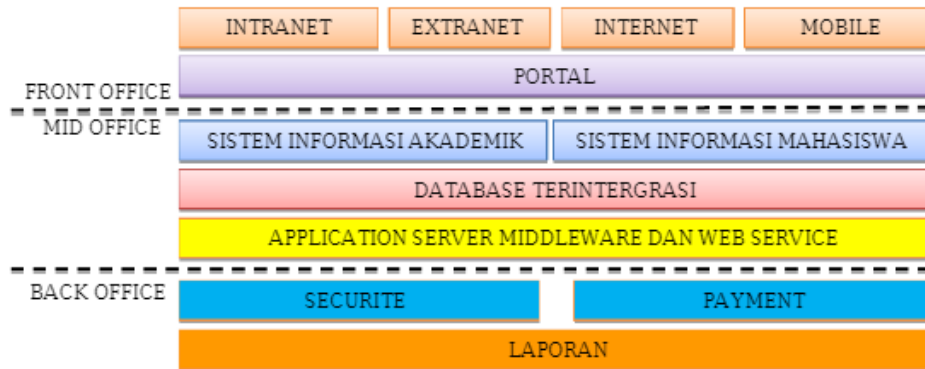 INTRANET
EXTRANET
INTERNET
MOBILE
PORTAL
FRONT OFFICE
MID OFFICE
SISTEM INFORMASI AKADEMIK
SISTEM INFORMASI MAHASISWA
DATABASE TERINTERGRASI
APPLICATION SERVER MIDDLEWARE DAN WEB SERVICE
BACK OFFICE
SECURITE
PAYMENT
LAPORAN